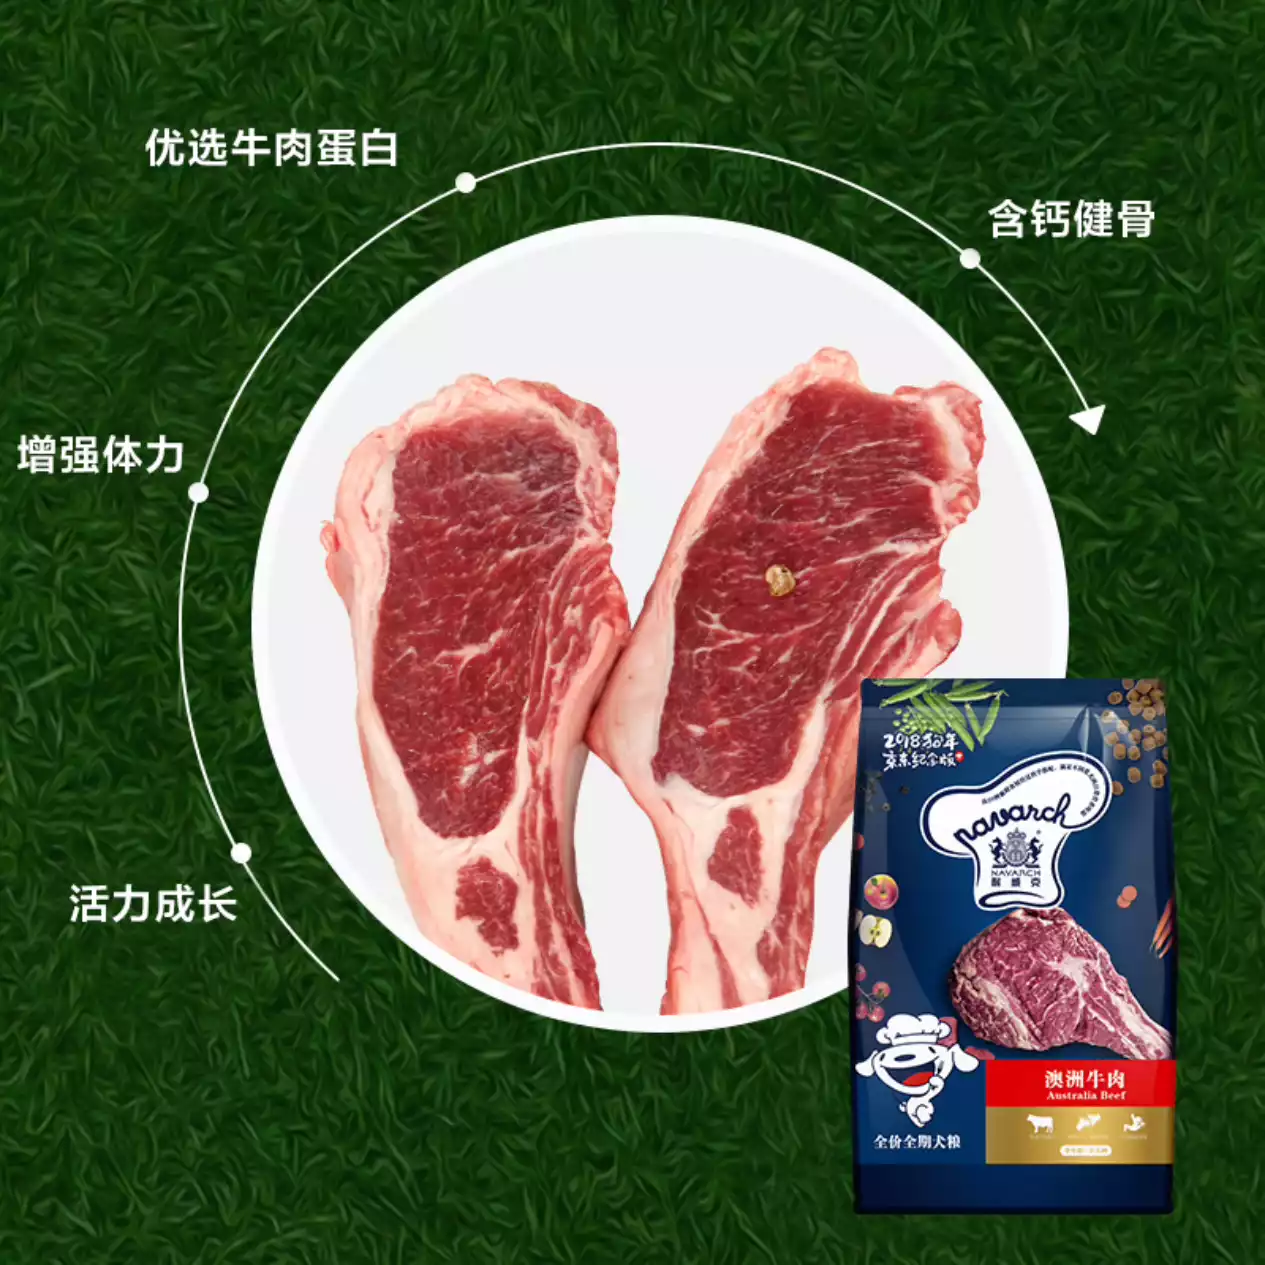 优选牛肉蛋白
含钙健骨
增强体力
活力成长
2018狗年
京东纪念版
navarch
NAVARCH
耐威克
澳洲牛肉
Australia Beef
全价全期犬粮